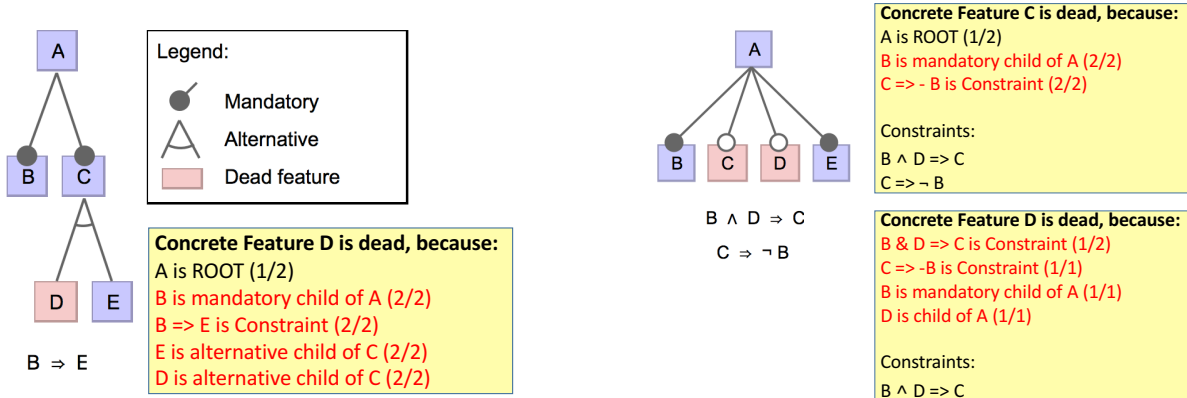 A
B
C
D
E
B ⇒ E
Legend:
Mandatory
Alternative
Dead feature
Concrete Feature D is dead, because:
A is ROOT (1/2)
B is mandatory child of A (2/2)
B => E is Constraint (2/2)
E is alternative child of C (2/2)
D is alternative child of C (2/2)
A
B
C
D
E
B ∧ D ⇒ C
C ⇒ ¬ B
Concrete Feature C is dead, because:
A is ROOT (1/2)
B is mandatory child of A (2/2)
C => - B is Constraint (2/2)
Constraints:
B ∧ D => C
C => ¬ B
Concrete Feature D is dead, because:
B & D => C is Constraint (1/2)
C => -B is Constraint (1/1)
B is mandatory child of A (1/1)
D is child of A (1/1)
Constraints:
B ∧ D => C